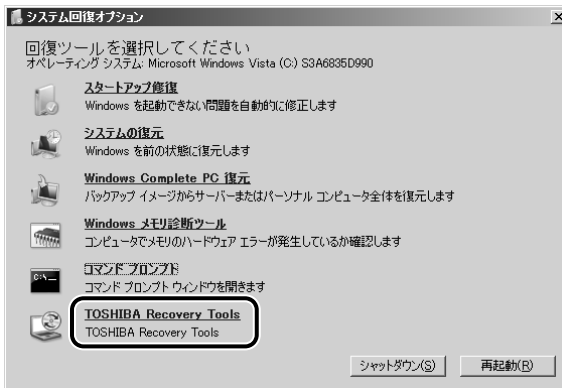 システム回復オプション
回復ツールを選択してください
オペレーティング システム: Microsoft Windows Vista (C:) S3A6835D990
スタートアップ修復
Windows を起動できない問題を自動的に修正します
システムの復元
Windows を前の状態に復元します
Windows Complete PC 復元
バックアップ イメージからサーバーまたはパーソナル コンピュータ全体を復元します
Windows メモリ診断ツール
コンピュータでメモリのハードウェア エラーが発生しているか確認します
コマンド プロンプト
コマンド プロンプト ウィンドウを開きます
TOSHIBA Recovery Tools
TOSHIBA Recovery Tools
シャットダウン(S) 再起動(R)